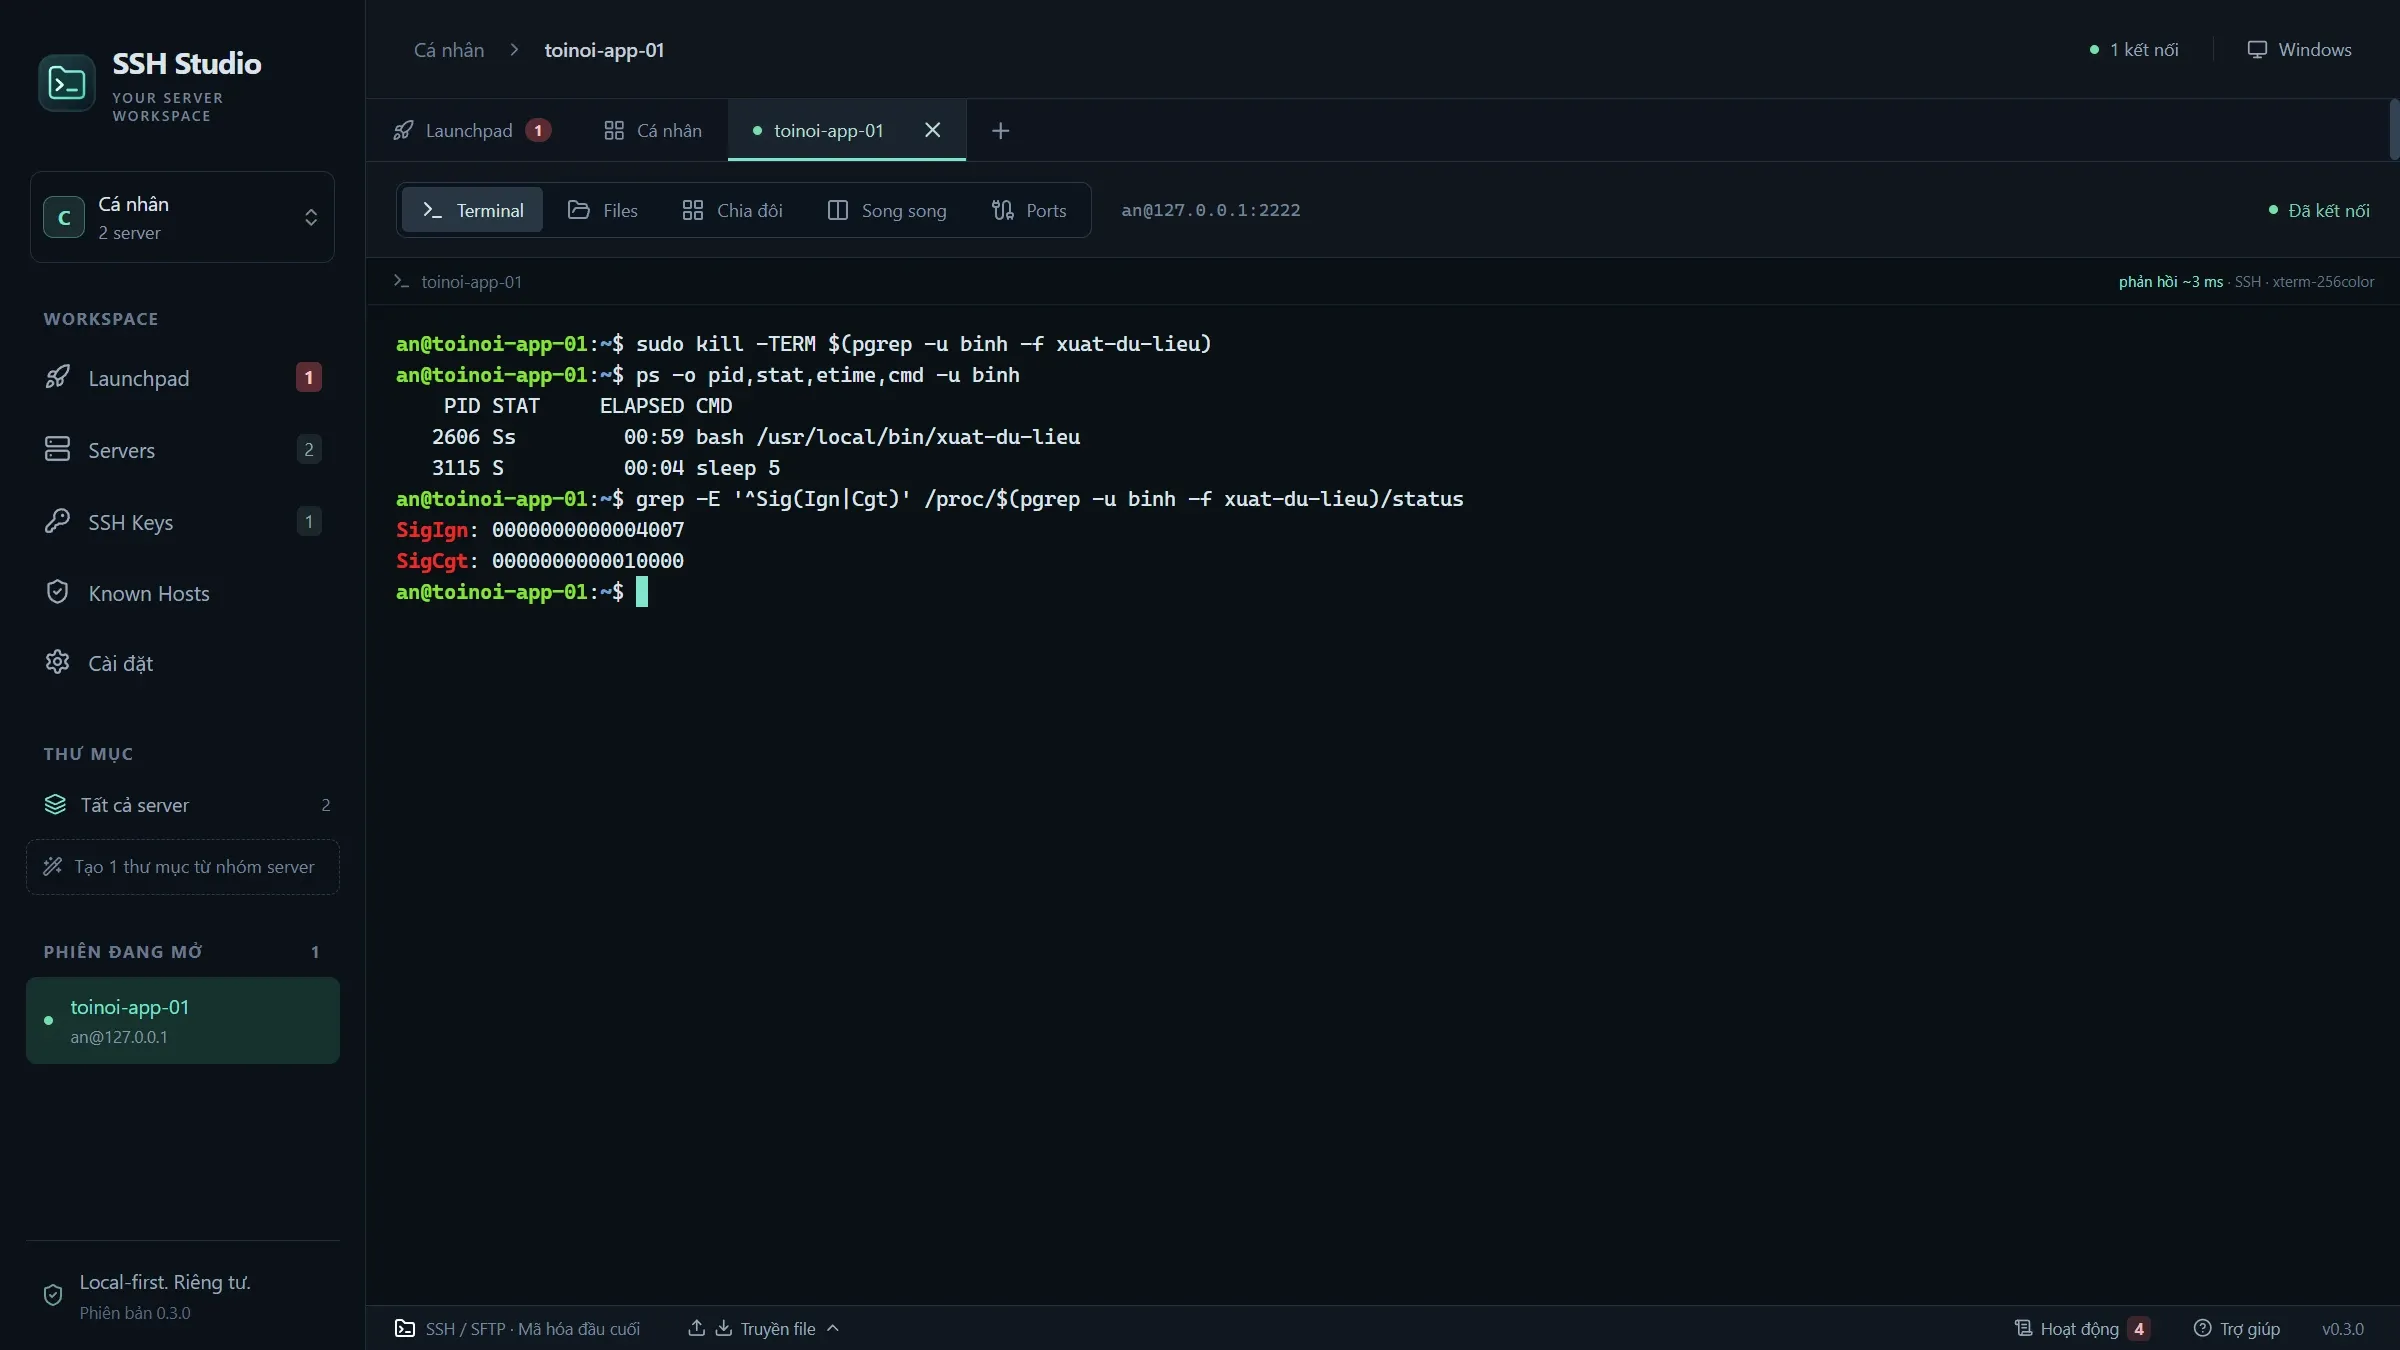 SSH Studio
YOUR SERVER
WORKSPACE
C
Cá nhân
2 server
WORKSPACE
Launchpad 1
Servers 2
SSH Keys 1
Known Hosts
Cài đặt
THƯ MỤC
Tất cả server 2
Tạo 1 thư mục từ nhóm server
PHIÊN ĐANG MỞ 1
toinoi-app-01
an@127.0.0.1
Local-first. Riêng tư.
Phiên bản 0.3.0
Cá nhân > toinoi-app-01
1 kết nối
Windows
Launchpad 1
Cá nhân
toinoi-app-01
Terminal Files Chia đôi Song song Ports an@127.0.0.1:2222
Đã kết nối
toinoi-app-01
phản hồi ~3 ms · SSH · xterm-256color
an@toinoi-app-01:~$ sudo kill -TERM $(pgrep -u binh -f xuat-du-lieu)
an@toinoi-app-01:~$ ps -o pid,stat,etime,cmd -u binh
PID STAT ELAPSED CMD
2606 Ss 00:59 bash /usr/local/bin/xuat-du-lieu
3115 S 00:04 sleep 5
an@toinoi-app-01:~$ grep -E '^Sig(Ign|Cgt)' /proc/$(pgrep -u binh -f xuat-du-lieu)/status
SigIgn: 0000000000004007
SigCgt: 0000000000010000
an@toinoi-app-01:~$
SSH / SFTP · Mã hóa đầu cuối
Truyền file
Hoạt động 4
Trợ giúp
v0.3.0